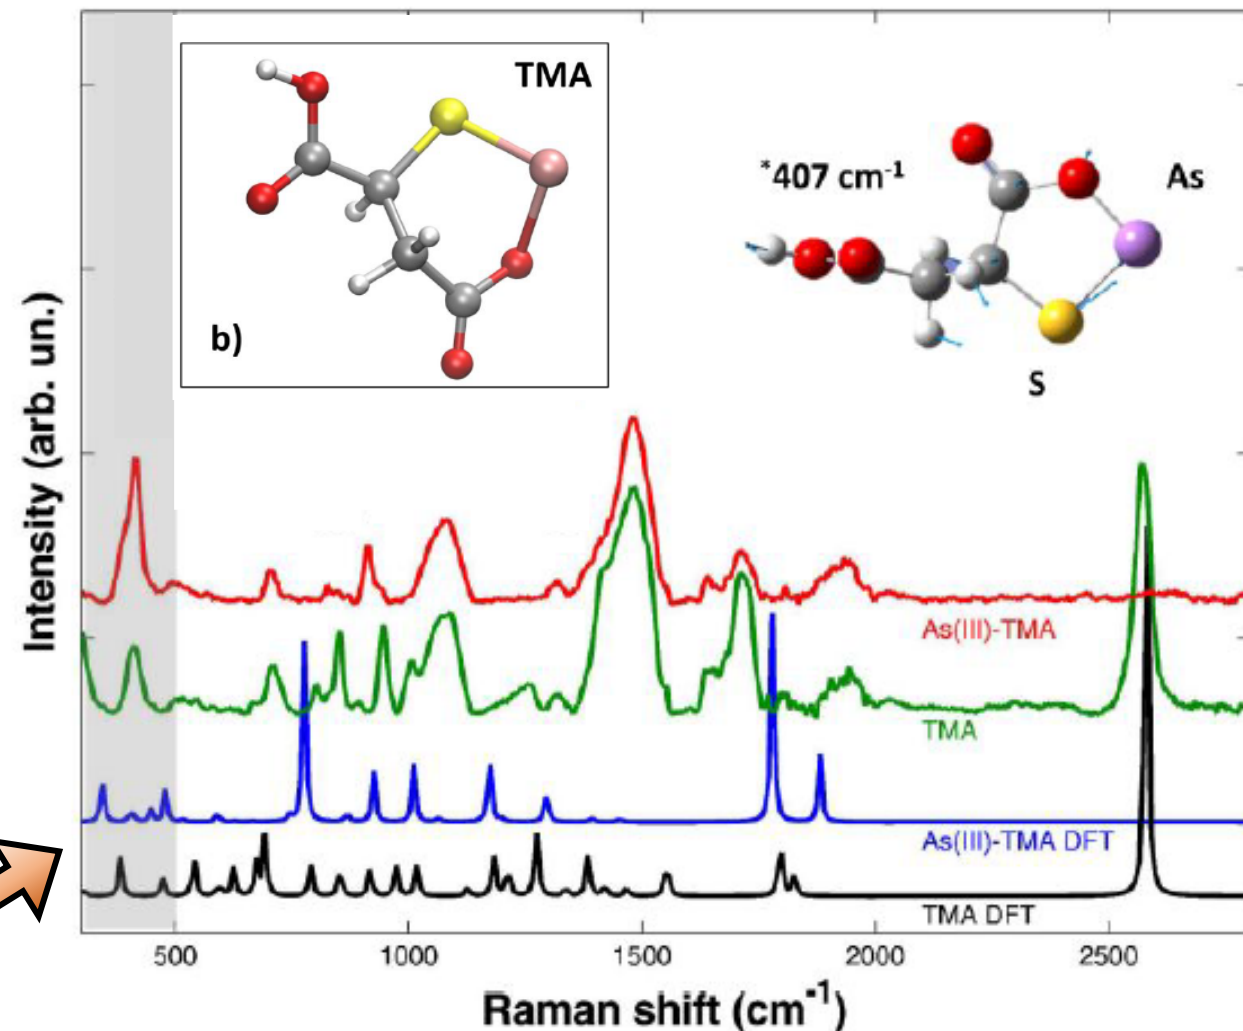 TMA
*407 cm-1
As
b)
S
Intensity (arb. un.)
As(III)-TMA
TMA
As(III)-TMA DFT
TMA DFT
500 1000 1500 2000 2500
Raman shift (cm-1)